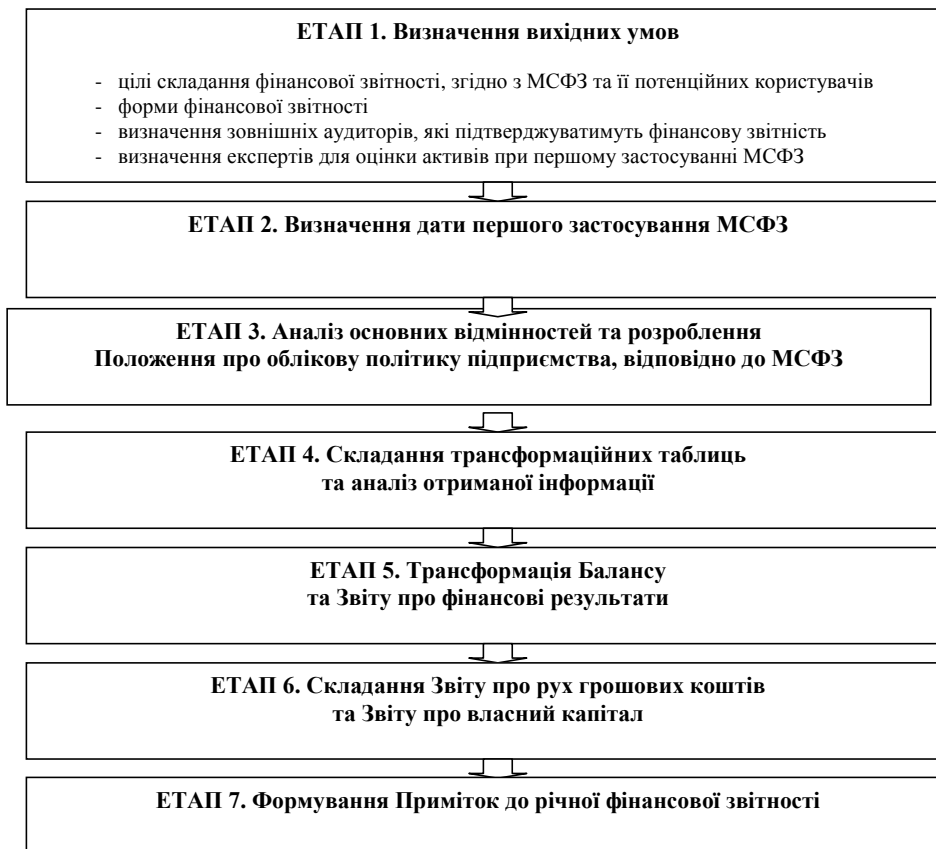 ЕТАП 1. Визначення вихідних умов
- цілі складання фінансової звітності, згідно з МСФЗ та її потенційних користувачів
- форми фінансової звітності
- визначення зовнішніх аудиторів, які підтверджуватимуть фінансову звітність
- визначення експертів для оцінки активів при першому застосуванні МСФЗ
ЕТАП 2. Визначення дати першого застосування МСФЗ
ЕТАП 3. Аналіз основних відмінностей та розроблення
Положення про облікову політику підприємства, відповідно до МСФЗ
ЕТАП 4. Складання трансформаційних таблиць
та аналіз отриманої інформації
ЕТАП 5. Трансформація Балансу
та Звіту про фінансові результати
ЕТАП 6. Складання Звіту про рух грошових коштів
та Звіту про власний капітал
ЕТАП 7. Формування Приміток до річної фінансової звітності